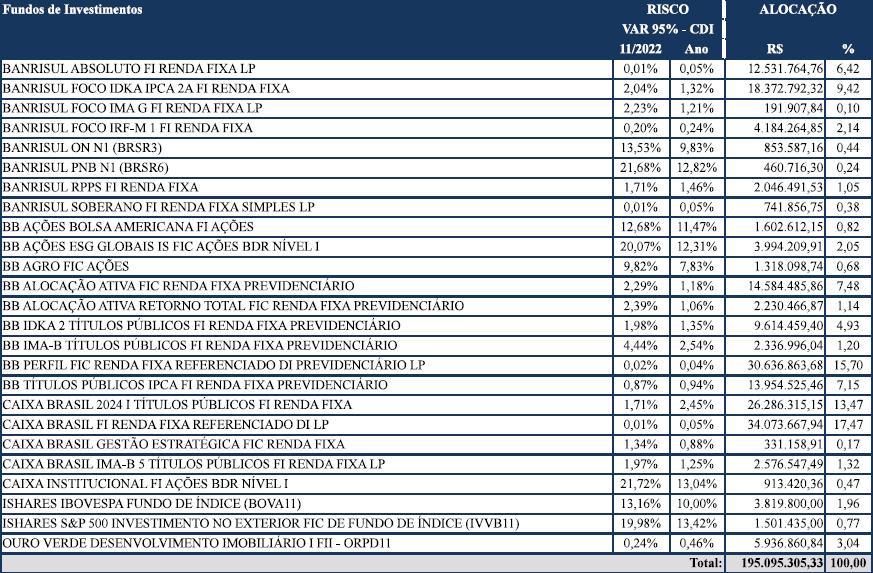 Fundos de Investimentos RISCO ALOCAÇÃO
VAR 95% - CDI
11/2022 Ano R$ %
BANRISUL ABSOLUTO FI RENDA FIXA LP 0,01% 0,05% 12.531.764,76 6,42
BANRISUL FOCO IDKA IPCA 2A FI RENDA FIXA 2,04% 1,32% 18.372.792,32 9,42
BANRISUL FOCO IMA G FI RENDA FIXA LP 2,23% 1,21% 191.907,84 0,10
BANRISUL FOCO IRF-M 1 FI RENDA FIXA 0,20% 0,24% 4.184.264,85 2,14
BANRISUL ON N1 (BRSR3) 13,53% 9,83% 853.587,16 0,44
BANRISUL PNB N1 (BRSR6) 21,68% 12,82% 460.716,30 0,24
BANRISUL RPPS FI RENDA FIXA 1,71% 1,46% 2.046.491,53 1,05
BANRISUL SOBERANO FI RENDA FIXA SIMPLES LP 0,01% 0,05% 741.856,75 0,38
BB AÇÕES BOLSA AMERICANA FI AÇÕES 12,68% 11,47% 1.602.612,15 0,82
BB AÇÕES ESG GLOBAIS IS FIC AÇÕES BDR NÍVEL I 20,07% 12,31% 3.994.209,91 2,05
BB AGRO FIC AÇÕES 9,82% 7,83% 1.318.098,74 0,68
BB ALOCAÇÃO ATIVA FIC RENDA FIXA PREVIDENCIÁRIO 2,29% 1,18% 14.584.485,86 7,48
BB ALOCAÇÃO ATIVA RETORNO TOTAL FIC RENDA FIXA PREVIDENCIÁRIO 2,39% 1,06% 2.230.466,87 1,14
BB IDKA 2 TÍTULOS PÚBLICOS FI RENDA FIXA PREVIDENCIÁRIO 1,98% 1,35% 9.614.459,40 4,93
BB IMA-B TÍTULOS PÚBLICOS FI RENDA FIXA PREVIDENCIÁRIO 4,44% 2,54% 2.336.996,04 1,20
BB PERFIL FIC RENDA FIXA REFERENCIADO DI PREVIDENCIÁRIO LP 0,02% 0,04% 30.636.863,68 15,70
BB TÍTULOS PÚBLICOS IPCA FI RENDA FIXA PREVIDENCIÁRIO 0,87% 0,94% 13.954.525,46 7,15
CAIXA BRASIL 2024 I TÍTULOS PÚBLICOS FI RENDA FIXA 1,71% 2,45% 26.286.315,15 13,47
CAIXA BRASIL FI RENDA FIXA REFERENCIADO DI LP 0,01% 0,05% 34.073.667,94 17,47
CAIXA BRASIL GESTÃO ESTRATÉGICA FIC RENDA FIXA 1,34% 0,88% 331.158,91 0,17
CAIXA BRASIL IMA-B 5 TÍTULOS PÚBLICOS FI RENDA FIXA LP 1,97% 1,25% 2.576.547,49 1,32
CAIXA INSTITUCIONAL FI AÇÕES BDR NÍVEL I 21,72% 13,04% 913.420,36 0,47
ISHARES IBOVESPA FUNDO DE ÍNDICE (BOVA11) 13,16% 10,00% 3.819.800,00 1,96
ISHARES S&P 500 INVESTIMENTO NO EXTERIOR FIC DE FUNDO DE ÍNDICE (IVVB11) 19,98% 13,42% 1.501.435,00 0,77
OURO VERDE DESENVOLVIMENTO IMOBILIÁRIO I FII - ORPD11 0,24% 0,46% 5.936.860,84 3,04
Total: 195.095.305,33 100,00